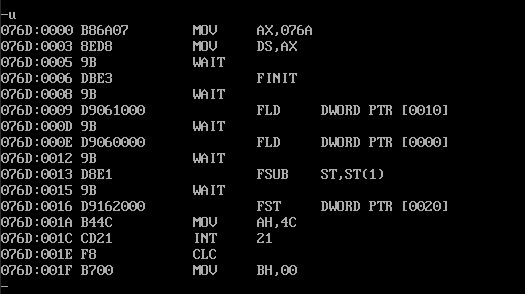 -u
076D:0000 B86A07 MOV AX,076A
076D:0003 8ED8 MOV DS,AX
076D:0005 9B WAIT
076D:0006 DBE3 FINIT
076D:0008 9B WAIT
076D:0009 D9061000 FLD DWORD PTR [0010]
076D:000D 9B WAIT
076D:000E D9060000 FLD DWORD PTR [0000]
076D:0012 9B WAIT
076D:0013 D8E1 FSUB ST,ST(1)
076D:0015 9B WAIT
076D:0016 D9162000 FST DWORD PTR [0020]
076D:001A B44C MOV AH,4C
076D:001C CD21 INT 21
076D:001E F8 CLC
076D:001F B700 MOV BH,00
-